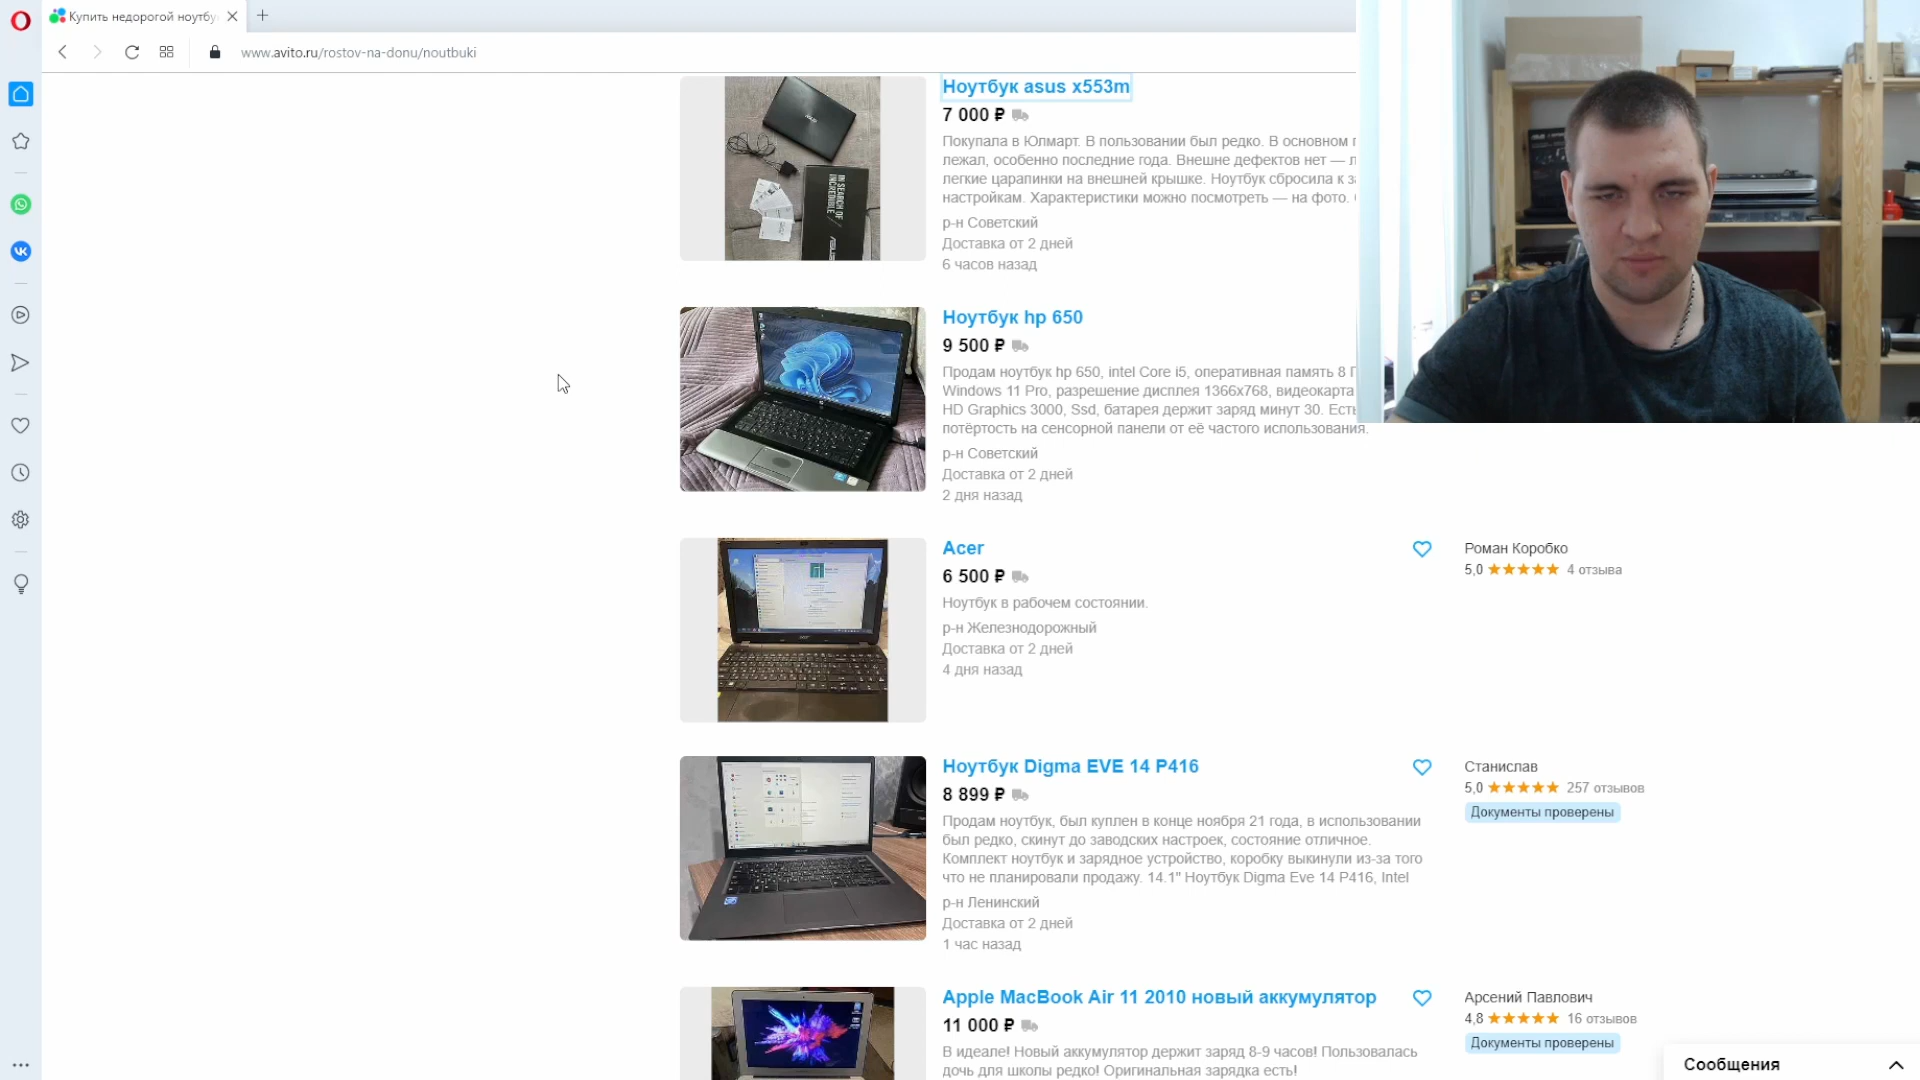 Купить недорогой ноутбу
www.avito.ru/rostov-na-donu/noutbuki
Ноутбук asus x553m
7 000 ₽
Покупала в Юлмарт. В пользовании был редко. В основном
лежал, особенно последние года. Внешне дефектов нет —
легкие царапинки на внешней крышке. Ноутбук сбросила к
настройкам. Характеристики можно посмотреть — на фото.
р-н Советский
Доставка от 2 дней
6 часов назад
IN SEARCH OF
INCREDIBLE
Ноутбук hp 650
9 500 ₽
Продам ноутбук hp 650, intel Core i5, оперативная память 8
Windows 11 Pro, разрешение дисплея 1366x768, видеокарта
HD Graphics 3000, Ssd, батарея держит заряд минут 30. Есть
потёртость на сенсорной панели от её частого использования.
р-н Советский
Доставка от 2 дней
2 дня назад
Acer
6 500 ₽
Ноутбук в рабочем состоянии.
р-н Железнодорожный
Доставка от 2 дней
4 дня назад
Роман Коробко
5,0 4 отзыва
Ноутбук Digma EVE 14 P416
8 899 ₽
Продам ноутбук, был куплен в конце ноября 21 года, в использовании
был редко, скинут до заводских настроек, состояние отличное.
Комплект ноутбук и зарядное устройство, коробку выкинули из-за того
что не планировали продажу. 14.1" Ноутбук Digma Eve 14 P416, Intel
р-н Ленинский
Доставка от 2 дней
1 час назад
Станислав
5,0 257 отзывов
Документы проверены
Apple MacBook Air 11 2010 новый аккумулятор
11 000 ₽
В идеале! Новый аккумулятор держит заряд 8-9 часов! Пользовалась
дочь для школы редко! Оригинальная зарядка есть!
Арсений Павлович
4,8 16 отзывов
Документы проверены
Сообщения